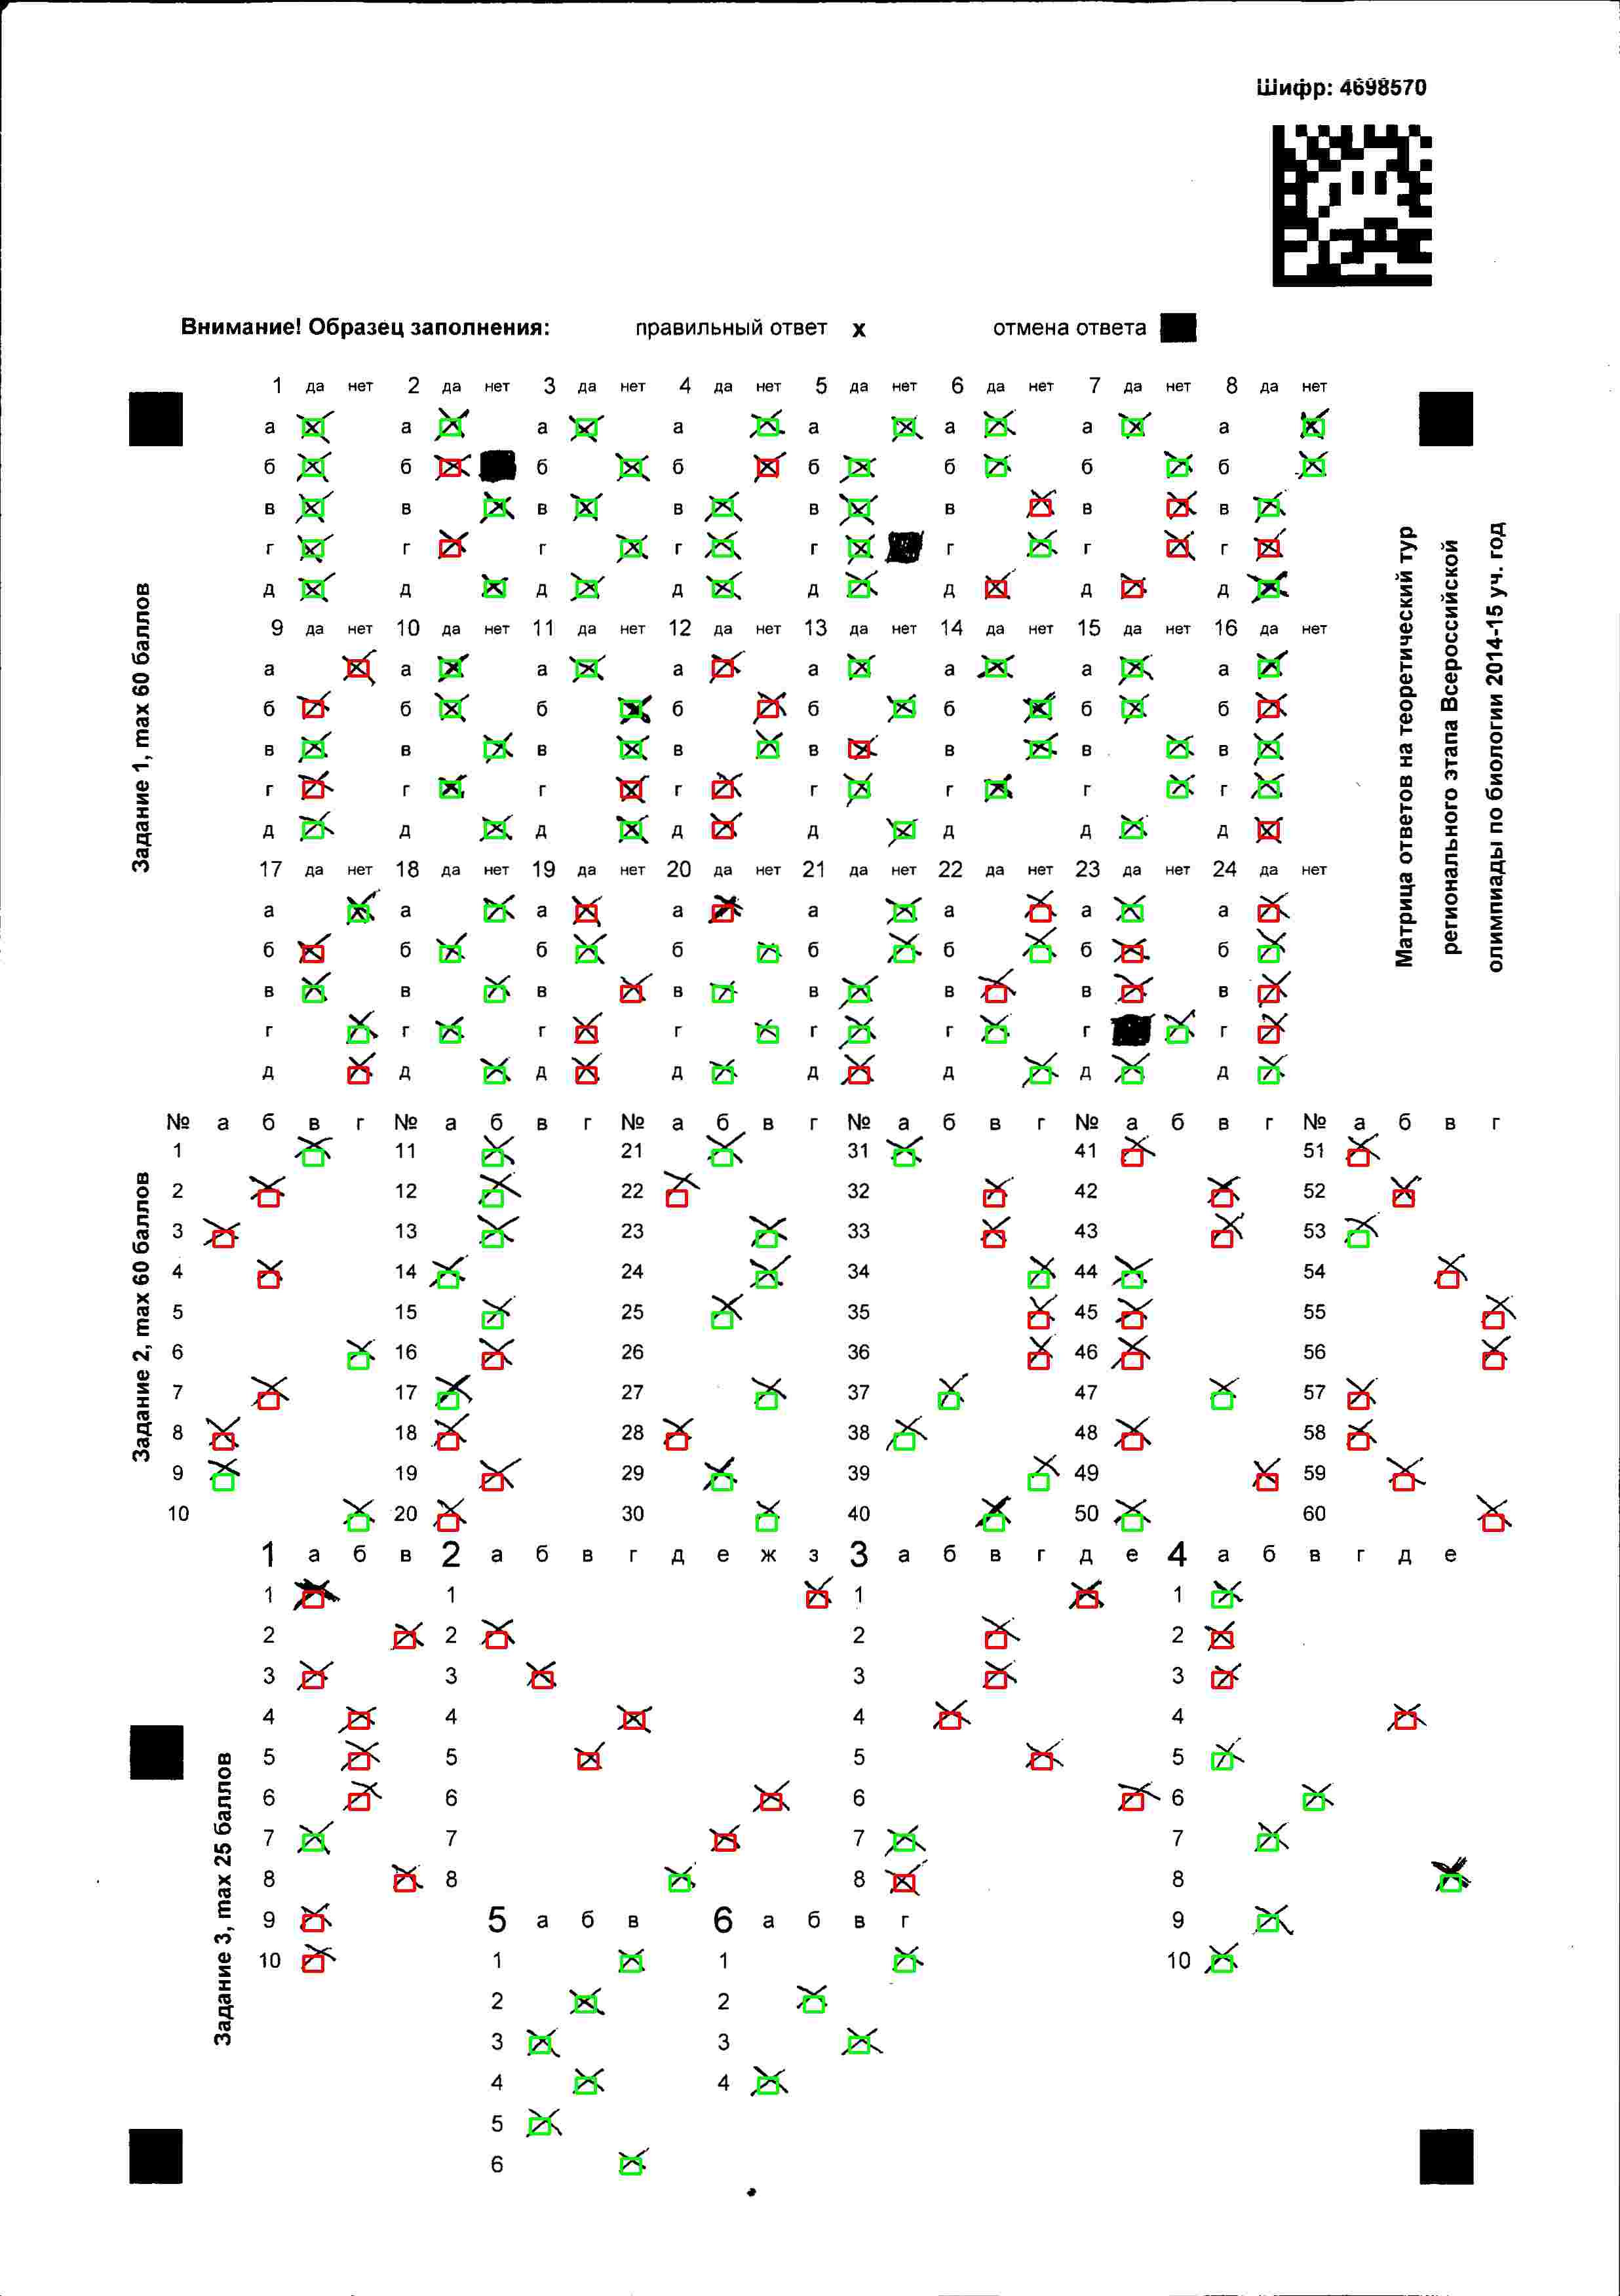 Шифр: 4698570
Внимание! Образец заполнения: правильный ответ x отмена ответа
Матрица ответов на теоретический тур
регионального этапа Всероссийской
олимпиады по биологии 2014-15 уч. год
Задание 1, max 60 баллов
1 да нет 2 да нет 3 да нет 4 да нет 5 да нет 6 да нет 7 да нет 8 да нет
а а а а а а а а
б б б б б б б б
в в в в в в в в
г г г г г г г г
д д д д д д д д
9 да нет 10 да нет 11 да нет 12 да нет 13 да нет 14 да нет 15 да нет 16 да нет
а а а а а а а а
б б б б б б б б
в в в в в в в в
г г г г г г г г
д д д д д д д д
17 да нет 18 да нет 19 да нет 20 да нет 21 да нет 22 да нет 23 да нет 24 да нет
а а а а а а а а
б б б б б б б б
в в в в в в в в
г г г г г г г г
д д д д д д д д
Задание 2, max 60 баллов
№ а б в г № а б в г № а б в г № а б в г № а б в г № а б в г
1 11 21 31 41 51
2 12 22 32 42 52
3 13 23 33 43 53
4 14 24 34 44 54
5 15 25 35 45 55
6 16 26 36 46 56
7 17 27 37 47 57
8 18 28 38 48 58
9 19 29 39 49 59
10 20 30 40 50 60
Задание 3, max 25 баллов
1 а б в 2 а б в г д е ж з 3 а б в г д е 4 а б в г д е
1 1 1 1
2 2 2 2
3 3 3 3
4 4 4 4
5 5 5 5
6 6 6 6
7 7 7 7
8 8 8 8
9 5 а б в 6 а б в г 9
10 1 1 10
2 2
3 3
4 4
5
6